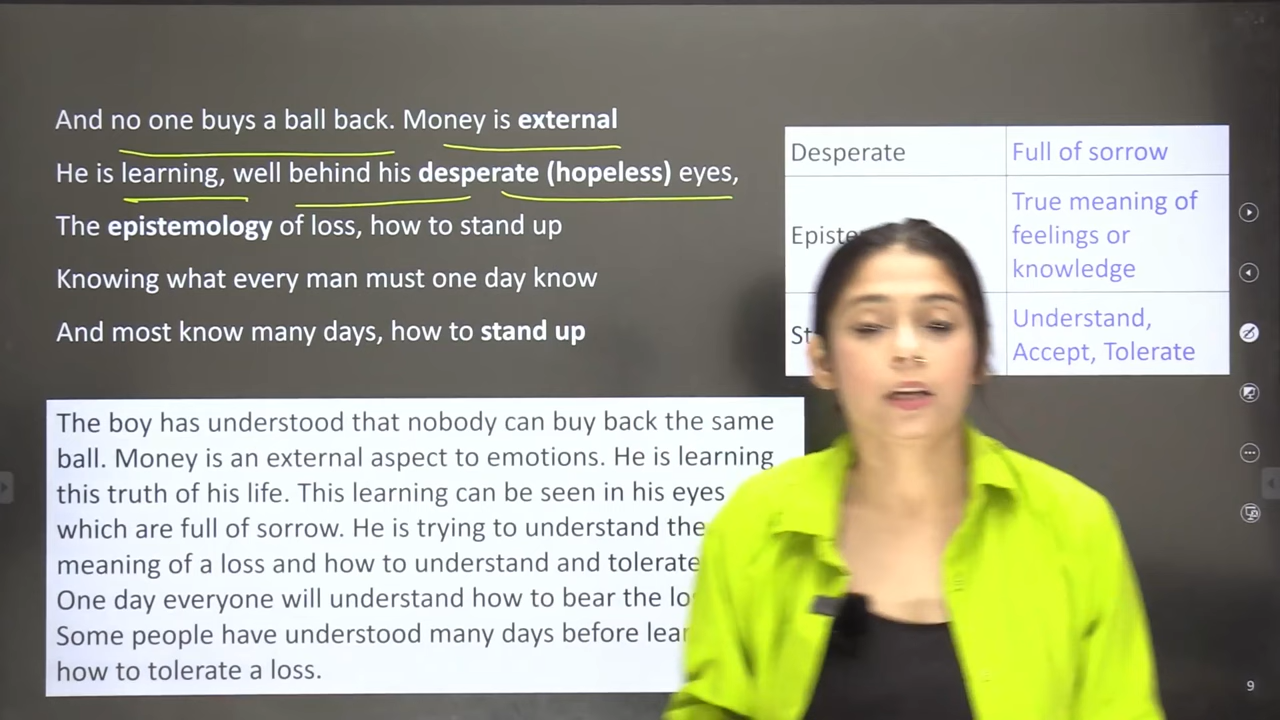 And no one buys a ball back. Money is external
He is learning, well behind his desperate (hopeless) eyes,
The epistemology of loss, how to stand up
Knowing what every man must one day know
And most know many days, how to stand up
Desperate
Full of sorrow
True meaning of
feelings or
knowledge
Understand,
Accept, Tolerate
The boy has understood that nobody can buy back the same
ball. Money is an external aspect to emotions. He is learning
this truth of his life. This learning can be seen in his eyes
which are full of sorrow. He is trying to understand the
meaning of a loss and how to understand and tolerate
One day everyone will understand how to bear the
Some people have understood many days before
how to tolerate a loss.
9